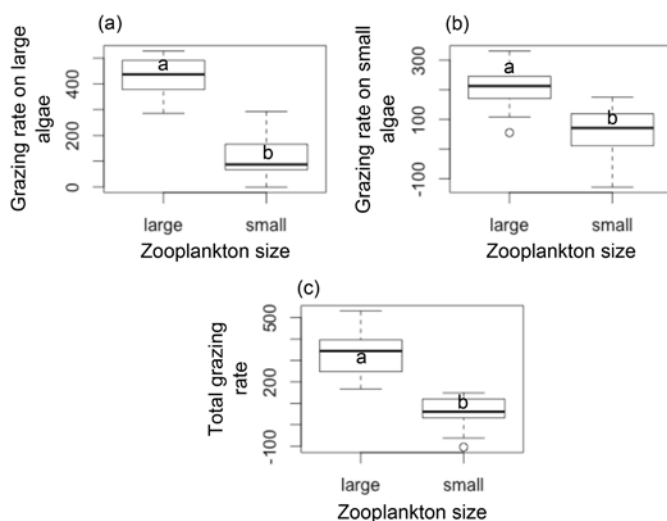 (a)
Grazing rate on large
algae
400
200
0
a
b
large small
Zooplankton size
(b)
Grazing rate on small
algae
300
100
-100
a
b
large small
Zooplankton size
(c)
Total grazing
rate
500
200
-100
a
b
large small
Zooplankton size